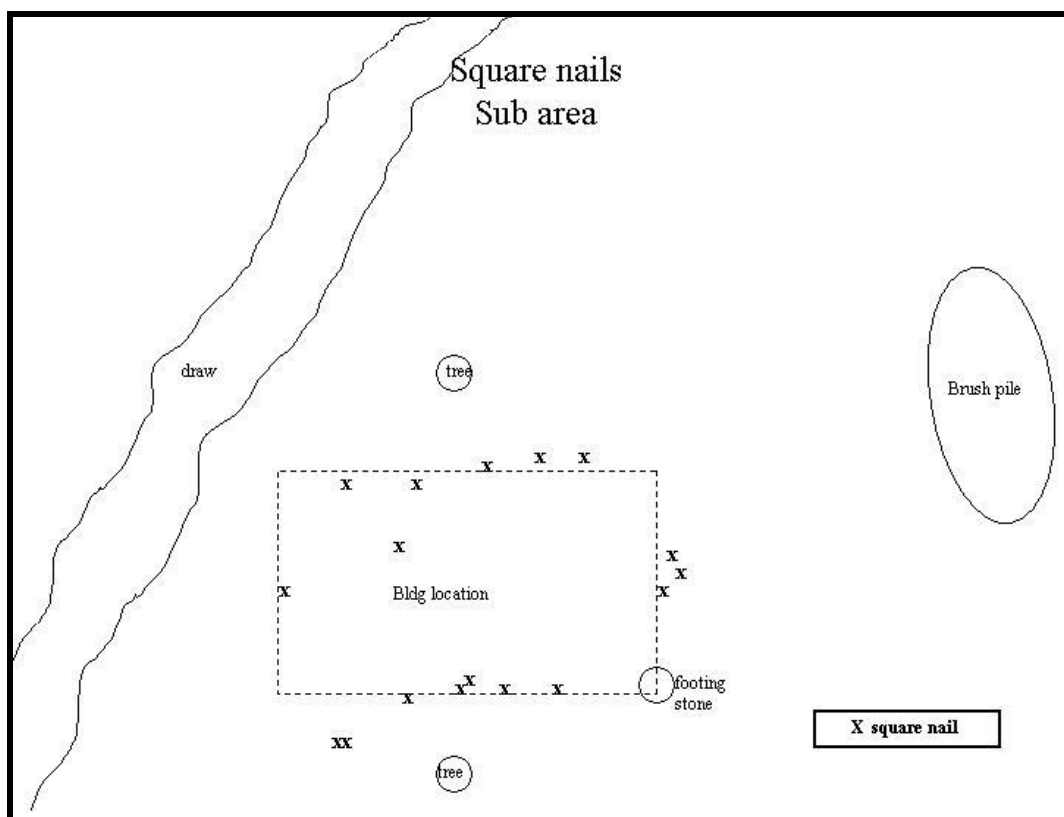 Square nails
Sub area
draw
tree
Brush pile
x x x
x x
x
x
x
x
Bldg location
x
x
x x x
x
footing
stone
xx
X square nail
tree